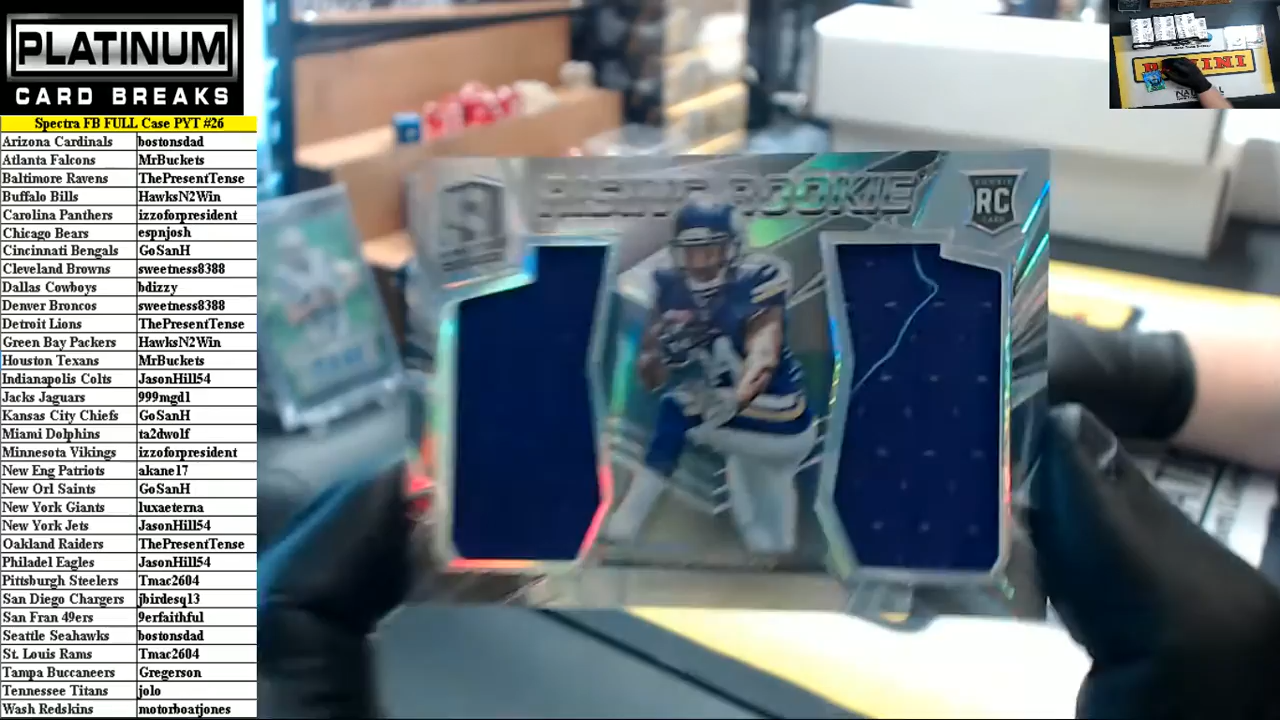 PLATINUM
CARD BREAKS
Spectra FB FULL Case PYT #26
Arizona Cardinals bostonsdad
Atlanta Falcons MrBuckets
Baltimore Ravens ThePresentTense
Buffalo Bills HawksN2Win
Carolina Panthers izzoforpresident
Chicago Bears espnjosh
Cincinnati Bengals GoSanH
Cleveland Browns sweetness8388
Dallas Cowboys bdizzy
Denver Broncos sweetness8388
Detroit Lions ThePresentTense
Green Bay Packers HawksN2Win
Houston Texans MrBuckets
Indianapolis Colts JasonHill54
Jacks Jaguars 999mgd1
Kansas City Chiefs GoSanH
Miami Dolphins ta2dwolf
Minnesota Vikings izzoforpresident
New Eng Patriots akane17
New Orl Saints GoSanH
New York Giants luxaeterna
New York Jets JasonHill54
Oakland Raiders ThePresentTense
Philadel Eagles JasonHill54
Pittsburgh Steelers Tmac2604
San Diego Chargers jbirdesq13
San Fran 49ers 9erfaithful
Seattle Seahawks bostonsdad
St. Louis Rams Tmac2604
Tampa Buccaneers Gregerson
Tennessee Titans jolo
Wash Redskins motorboatjones
RISING ROOKIE
RC
PANINI